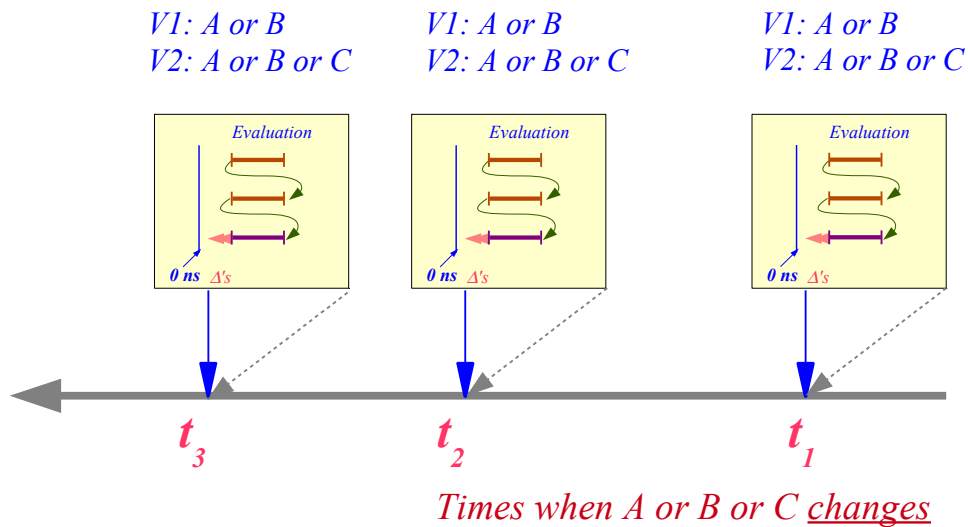 V1: A or B
V2: A or B or C
V1: A or B
V2: A or B or C
V1: A or B
V2: A or B or C
Evaluation
0 ns Δ's
Evaluation
0 ns Δ's
Evaluation
0 ns Δ's
t3
t2
t1
Times when A or B or C changes